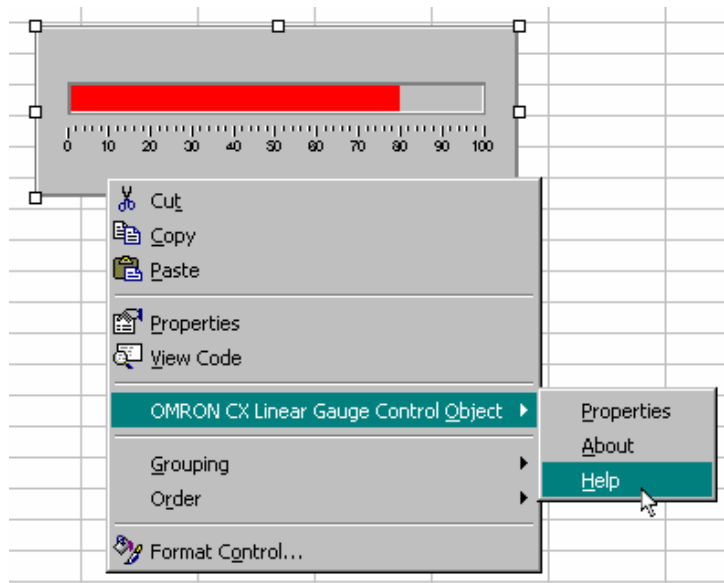 0 10 20 30 40 50 60 70 80 90 100
Cut
Copy
Paste
Properties
View Code
OMRON CX Linear Gauge Control Object
Properties
About
Help
Grouping
Order
Format Control...